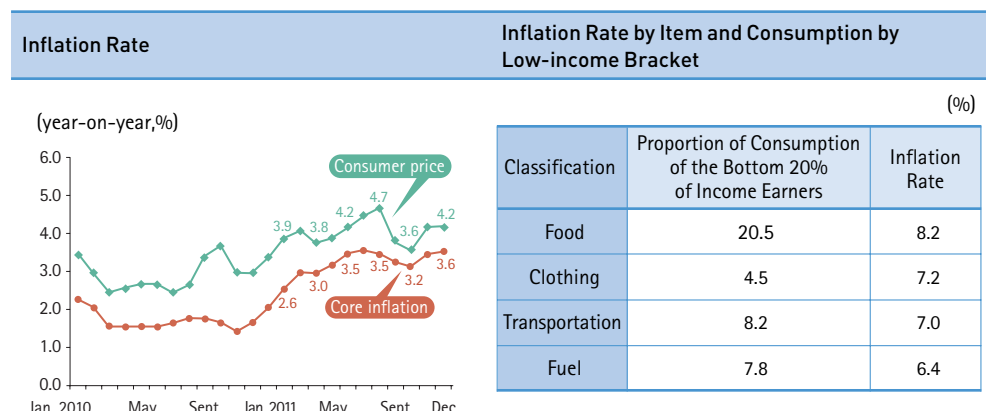 Inflation Rate
Inflation Rate by Item and Consumption by
Low-income Bracket
(year-on-year,%)
6.0
5.0
4.0
3.0
2.0
1.0
0.0
Consumer price
4.7
4.2
4.2
3.9
3.8
3.6
3.5
3.5
3.6
3.2
3.0
2.6
Core inflation
Jan. 2010 May Sept Jan. 2011 May Sept Dec
(%)
Classification
Proportion of Consumption
of the Bottom 20%
of Income Earners
Inflation
Rate
Food 20.5 8.2
Clothing 4.5 7.2
Transportation 8.2 7.0
Fuel 7.8 6.4